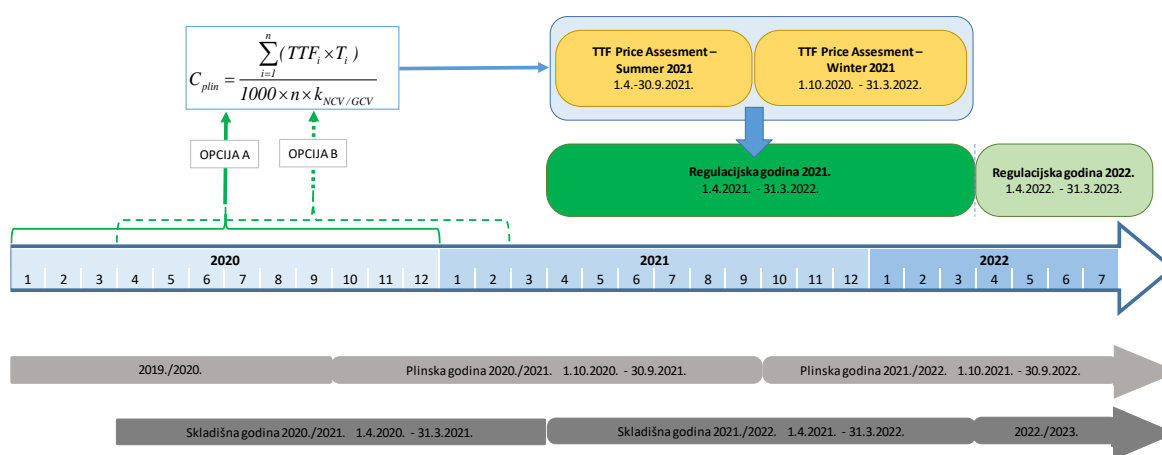 C_plin = \frac{\sum_{i=1}^{n} ( TTF_i × T_i )}{1000 × n × k_{NCV/GCV}}
TTF Price Assesment –
Summer 2021
1.4.-30.9.2021.
TTF Price Assesment –
Winter 2021
1.10.2020. - 31.3.2022.
OPCIJA A
OPCIJA B
Regulacijska godina 2021.
1.4.2021. - 31.3.2022.
Regulacijska godina 2022.
1.4.2022. - 31.3.2023.
2020
2021
2022
1 2 3 4 5 6 7 8 9 10 11 12 1 2 3 4 5 6 7 8 9 10 11 12 1 2 3 4 5 6 7
2019./2020.
Plinska godina 2020./2021. 1.10.2020. - 30.9.2021.
Plinska godina 2021./2022. 1.10.2021. - 30.9.2022.
Skladišna godina 2020./2021. 1.4.2020. - 31.3.2021.
Skladišna godina 2021./2022. 1.4.2021. - 31.3.2022.
2022./2023.